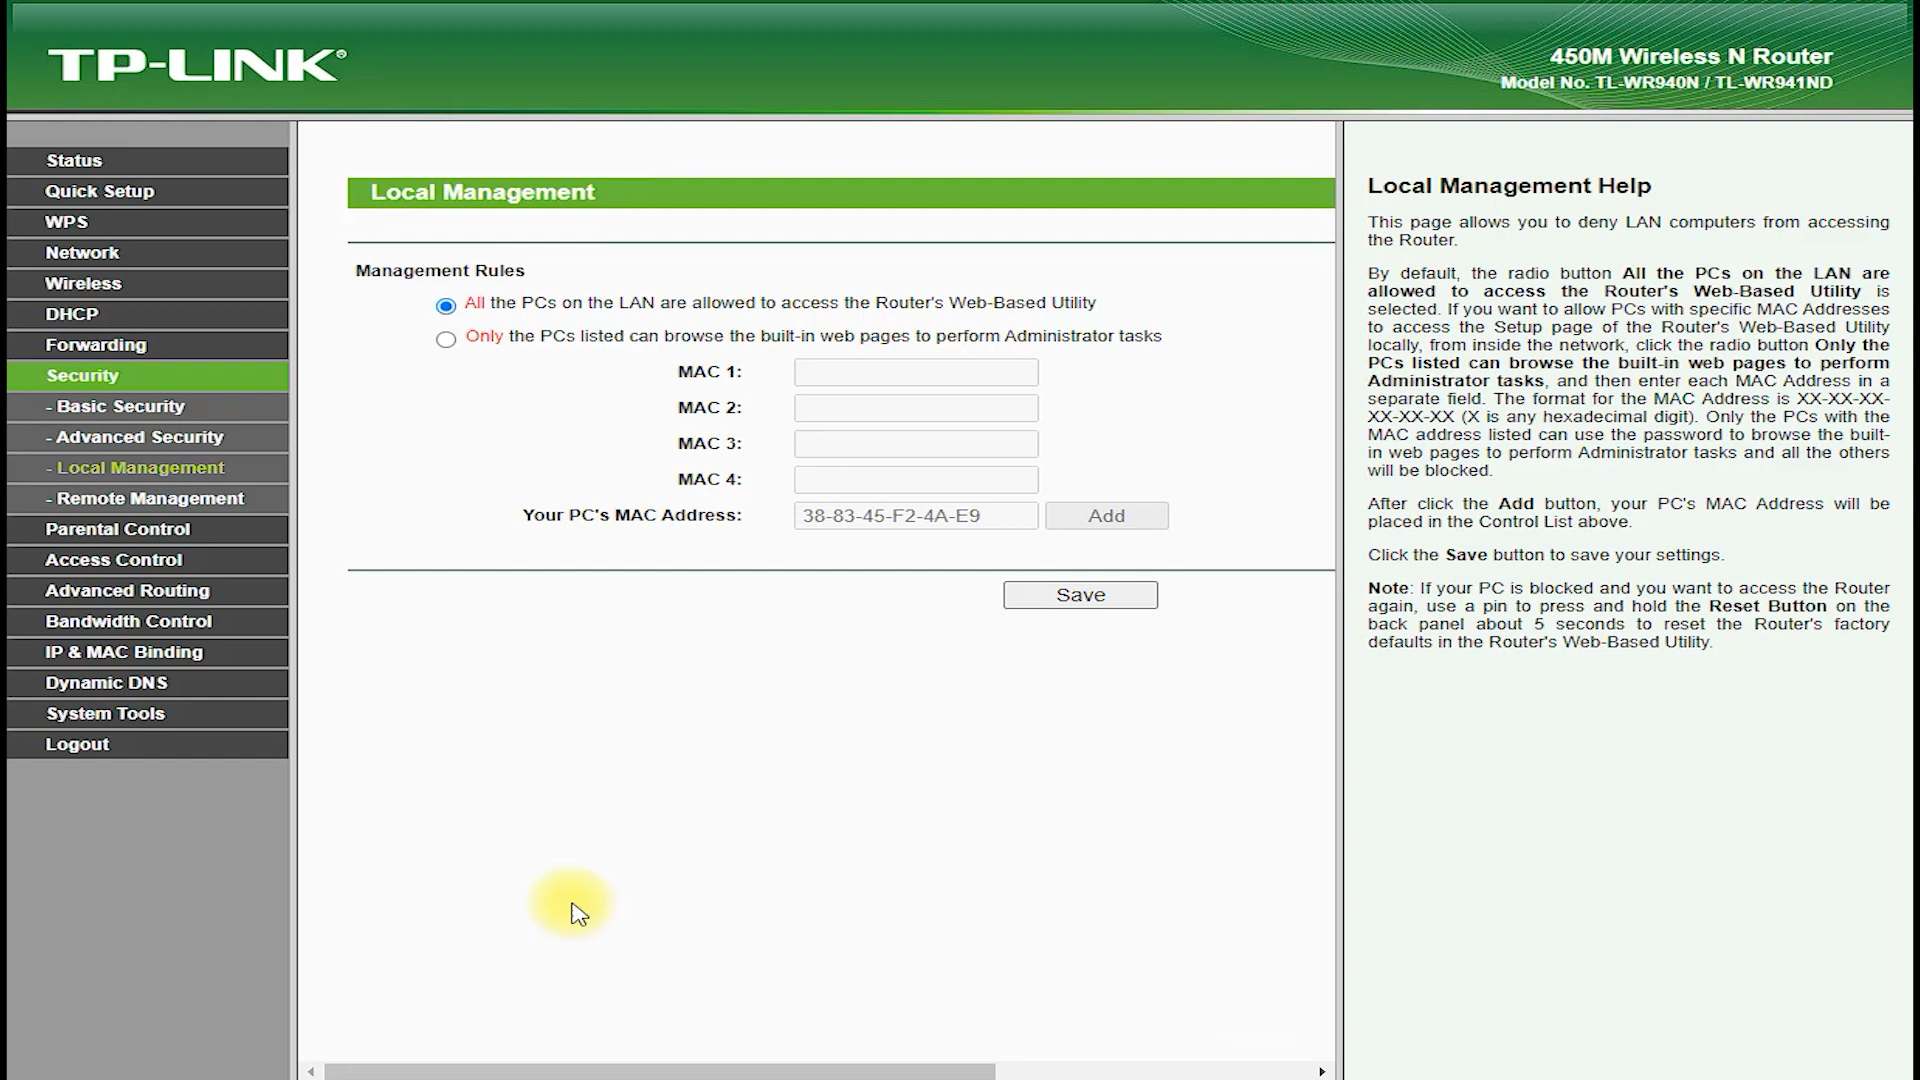 TP-LINK®
450M Wireless N Router
Model No. TL-WR940N / TL-WR941ND
Status
Quick Setup
WPS
Network
Wireless
DHCP
Forwarding
Security
- Basic Security
- Advanced Security
- Local Management
- Remote Management
Parental Control
Access Control
Advanced Routing
Bandwidth Control
IP & MAC Binding
Dynamic DNS
System Tools
Logout
Local Management
Management Rules
All the PCs on the LAN are allowed to access the Router's Web-Based Utility
Only the PCs listed can browse the built-in web pages to perform Administrator tasks
MAC 1:
MAC 2:
MAC 3:
MAC 4:
Your PC's MAC Address: 38-83-45-F2-4A-E9 Add
Save
Local Management Help
This page allows you to deny LAN computers from accessing
the Router.
By default, the radio button All the PCs on the LAN are
allowed to access the Router's Web-Based Utility is
selected. If you want to allow PCs with specific MAC Addresses
to access the Setup page of the Router's Web-Based Utility
locally, from inside the network, click the radio button Only the
PCs listed can browse the built-in web pages to perform
Administrator tasks, and then enter each MAC Address in a
separate field. The format for the MAC Address is XX-XX-XX-
XX-XX-XX (X is any hexadecimal digit). Only the PCs with the
MAC address listed can use the password to browse the built-
in web pages to perform Administrator tasks and all the others
will be blocked.
After click the Add button, your PC's MAC Address will be
placed in the Control List above.
Click the Save button to save your settings.
Note: If your PC is blocked and you want to access the Router
again, use a pin to press and hold the Reset Button on the
back panel about 5 seconds to reset the Router's factory
defaults in the Router's Web-Based Utility.